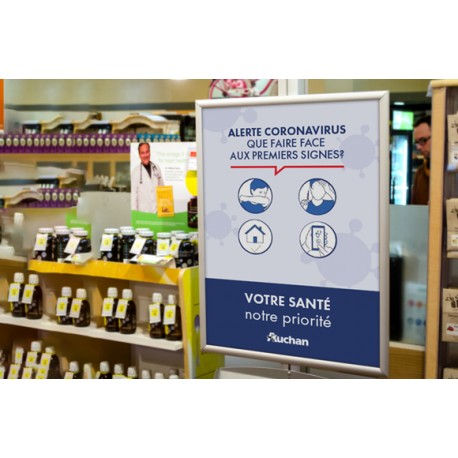 ALERTE CORONAVIRUS
QUE FAIRE FACE
AUX PREMIERS SIGNES?
VOTRE SANTÉ
notre priorité
Auchan